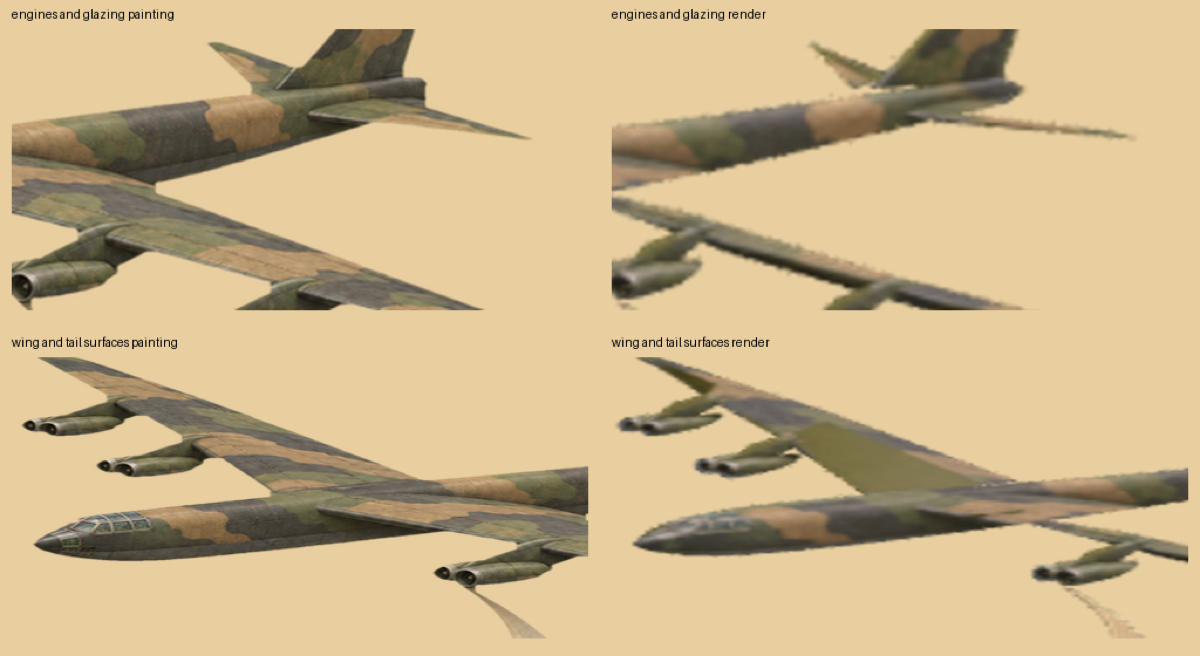 engines and glazing painting
engines and glazing render
wing and tail surfaces painting
wing and tail surfaces render